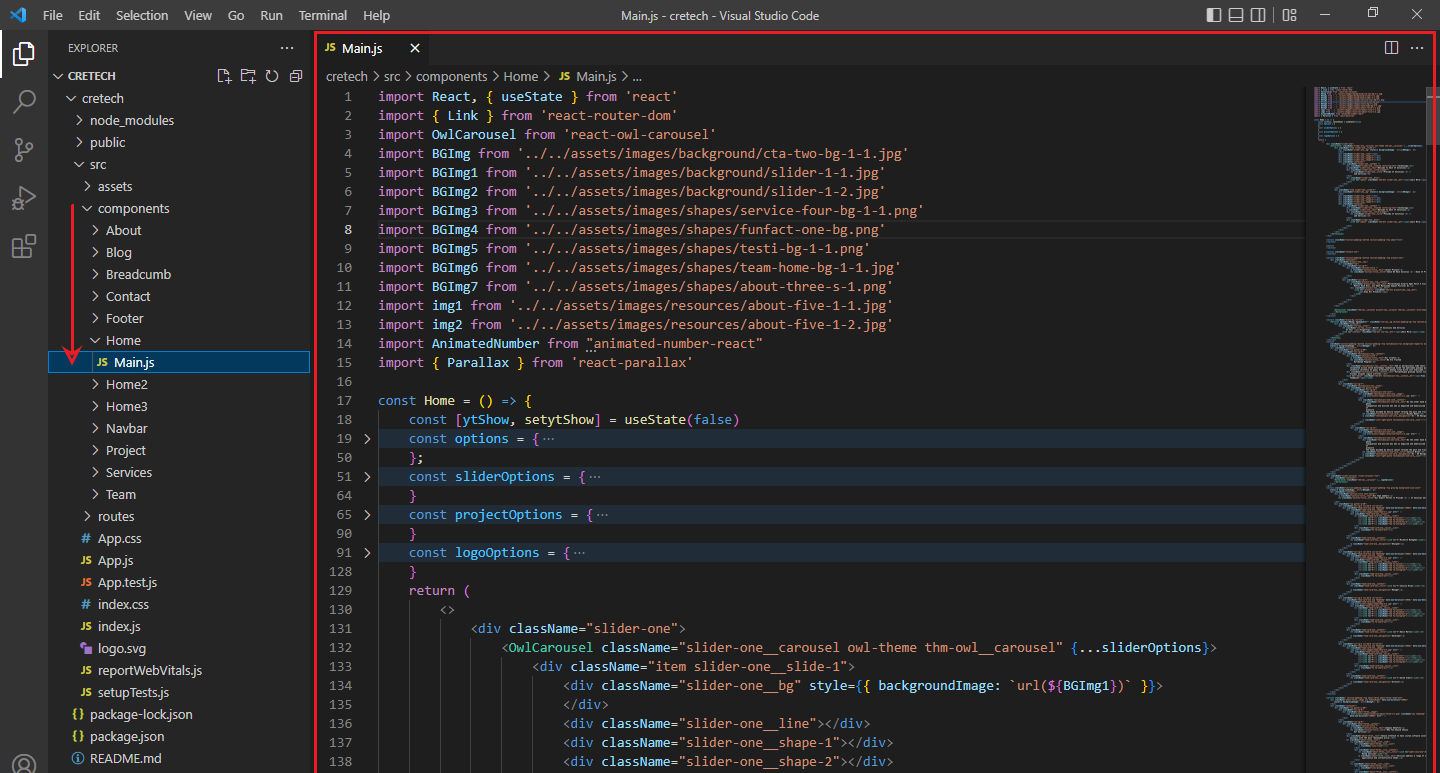 File Edit Selection View Go Run Terminal Help Main.js - cretech - Visual Studio Code
EXPLORER
CRETECH
cretech
node_modules
public
src
assets
components
About
Blog
Breadcumb
Contact
Footer
Home
JS Main.js
Home2
Home3
Navbar
Project
Services
Team
routes
# App.css
JS App.js
JS App.test.js
# index.css
JS index.js
logo.svg
JS reportWebVitals.js
JS setupTests.js
{} package-lock.json
{} package.json
README.md
JS Main.js
cretech > src > components > Home > JS Main.js > ...
1 import React, { useState } from 'react'
2 import { Link } from 'react-router-dom'
3 import OwlCarousel from 'react-owl-carousel'
4 import BGImg from '../../assets/images/background/cta-two-bg-1-1.jpg'
5 import BGImg1 from '../../assets/images/background/slider-1-1.jpg'
6 import BGImg2 from '../../assets/images/background/slider-1-2.jpg'
7 import BGImg3 from '../../assets/images/shapes/service-four-bg-1-1.png'
8 import BGImg4 from '../../assets/images/shapes/funfact-one-bg.png'
9 import BGImg5 from '../../assets/images/shapes/testi-bg-1-1.png'
10 import BGImg6 from '../../assets/images/shapes/team-home-bg-1-1.jpg'
11 import BGImg7 from '../../assets/images/shapes/about-three-s-1.png'
12 import img1 from '../../assets/images/resources/about-five-1-1.jpg'
13 import img2 from '../../assets/images/resources/about-five-1-2.jpg'
14 import AnimatedNumber from "animated-number-react"
15 import { Parallax } from 'react-parallax'
16
17 const Home = () => {
18 const [ytShow, setytShow] = useState(false)
19 const options = {...
50 };
51 const sliderOptions = {...
64 }
65 const projectOptions = {...
90 }
91 const logoOptions = {...
128 }
129 return (
130 <>
131 <div className="slider-one">
132 <OwlCarousel className="slider-one__carousel owl-theme thm-owl__carousel" {...sliderOptions}>
133 <div className="item slider-one__slide-1">
134 <div className="slider-one__bg" style={{ backgroundImage: `url(${BGImg1})` }}>
135 </div>
136 <div className="slider-one__line"></div>
137 <div className="slider-one__shape-1"></div>
138 <div className="slider-one__shape-2"></div>